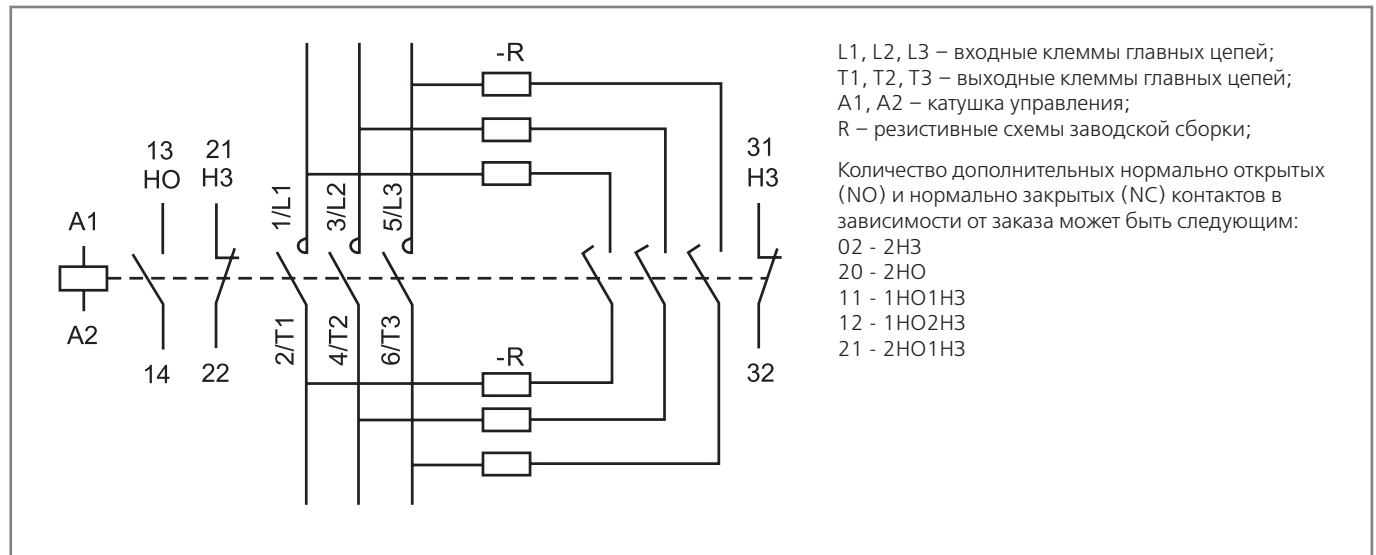 -R
13
НО
21
НЗ
A1
A2
14
22
1/L1
3/L2
5/L3
2/T1
4/T2
6/T3
-R
31
НЗ
32
L1, L2, L3 – входные клеммы главных цепей;
T1, T2, T3 – выходные клеммы главных цепей;
A1, A2 – катушка управления;
R – резистивные схемы заводской сборки;
Количество дополнительных нормально открытых
(NO) и нормально закрытых (NC) контактов в
зависимости от заказа может быть следующим:
02 - 2НЗ
20 - 2НО
11 - 1НО1НЗ
12 - 1НО2НЗ
21 - 2НО1НЗ